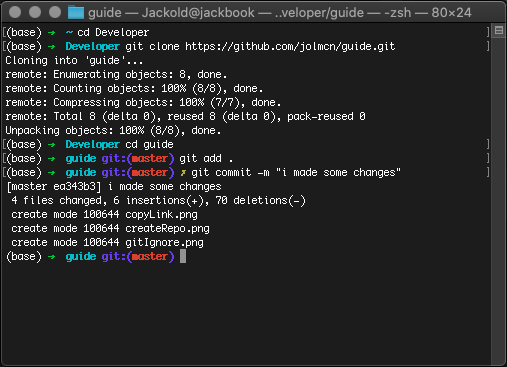 guide — Jackold@jackbook — ..veloper/guide — -zsh — 80×24
[(base) ➜ ~ cd Developer ]
[(base) ➜ Developer git clone https://github.com/jolmcn/guide.git ]
Cloning into 'guide'...
remote: Enumerating objects: 8, done.
remote: Counting objects: 100% (8/8), done.
remote: Compressing objects: 100% (7/7), done.
remote: Total 8 (delta 0), reused 8 (delta 0), pack-reused 0
Unpacking objects: 100% (8/8), done.
[(base) ➜ Developer cd guide ]
[(base) ➜ guide git:(master) git add . ]
[(base) ➜ guide git:(master) ✗ git commit -m "i made some changes" ]
[master ea343b3] i made some changes
4 files changed, 6 insertions(+), 70 deletions(-)
create mode 100644 copyLink.png
create mode 100644 createRepo.png
create mode 100644 gitIgnore.png
(base) ➜ guide git:(master)